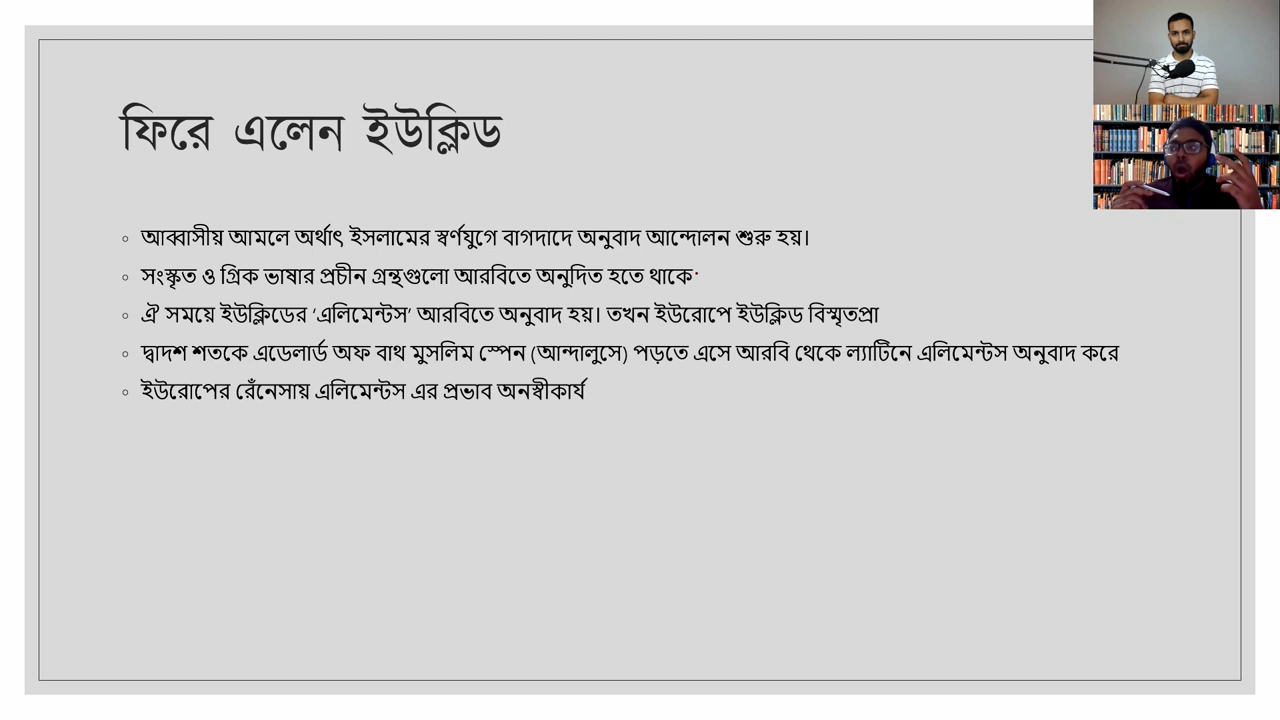 ফিরে এলেন ইউক্লিড
আব্বাসীয় আমলে অর্থাৎ ইসলামের স্বর্ণযুগে বাগদাদে অনুবাদ আন্দোলন শুরু হয়।
সংস্কৃত ও গ্রিক ভাষার প্রচীন গ্রন্থগুলো আরবিতে অনুদিত হতে থাকে
ঐ সময়ে ইউক্লিডের ‘এলিমেন্টস’ আরবিতে অনুবাদ হয়। তখন ইউরোপে ইউক্লিড বিস্মৃতপ্রা
দ্বাদশ শতকে এডেলার্ড অফ বাথ মুসলিম স্পেন (আন্দালুসে) পড়তে এসে আরবি থেকে ল্যাটিনে এলিমেন্টস অনুবাদ করে
ইউরোপের রেঁনেসায় এলিমেন্টস এর প্রভাব অনস্বীকার্য